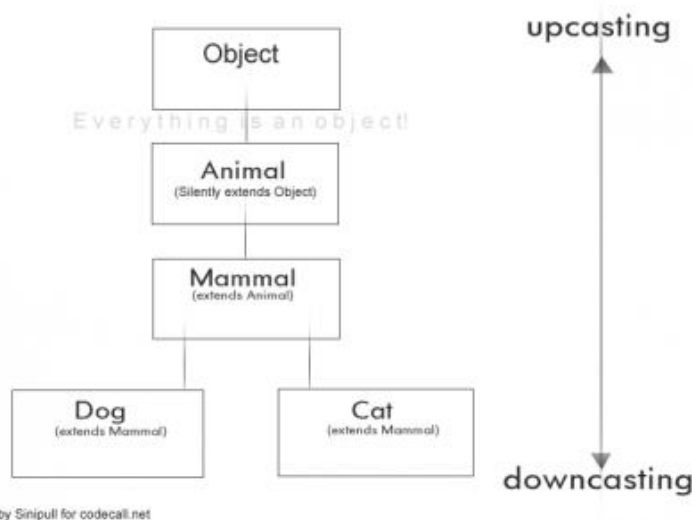 upcasting
Object
Everything is an object!
Animal
(Silently extends Object)
Mammal
(extends Animal)
Dog
(extends Mammal)
Cat
(extends Mammal)
downcasting
by Sinipull for codecall.net